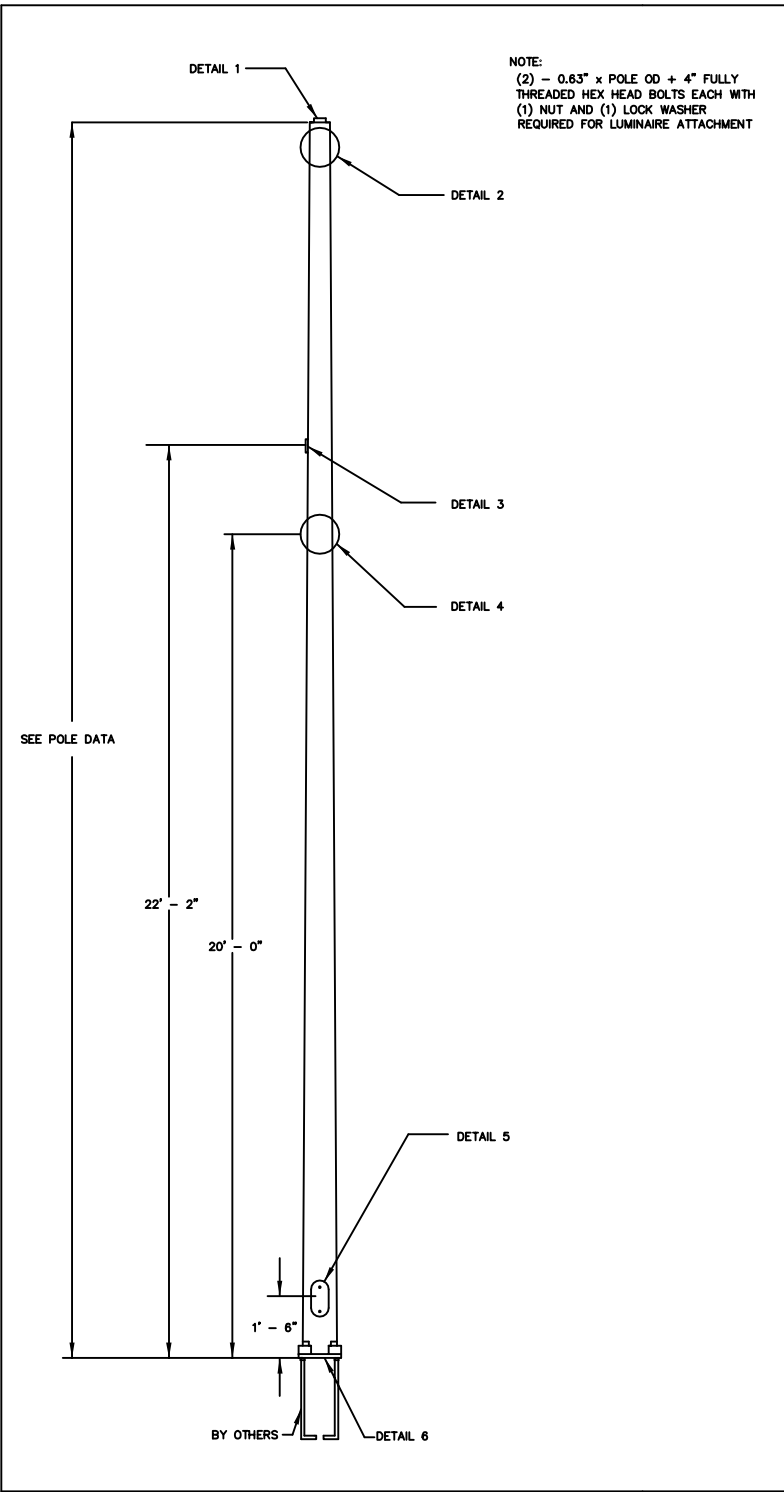 DETAIL 1
NOTE:
(2) – 0.63" x POLE OD + 4" FULLY
THREADED HEX HEAD BOLTS EACH WITH
(1) NUT AND (1) LOCK WASHER
REQUIRED FOR LUMINAIRE ATTACHMENT
DETAIL 2
DETAIL 3
DETAIL 4
SEE POLE DATA
22' – 2"
20' – 0"
DETAIL 5
1' – 6"
BY OTHERS
DETAIL 6